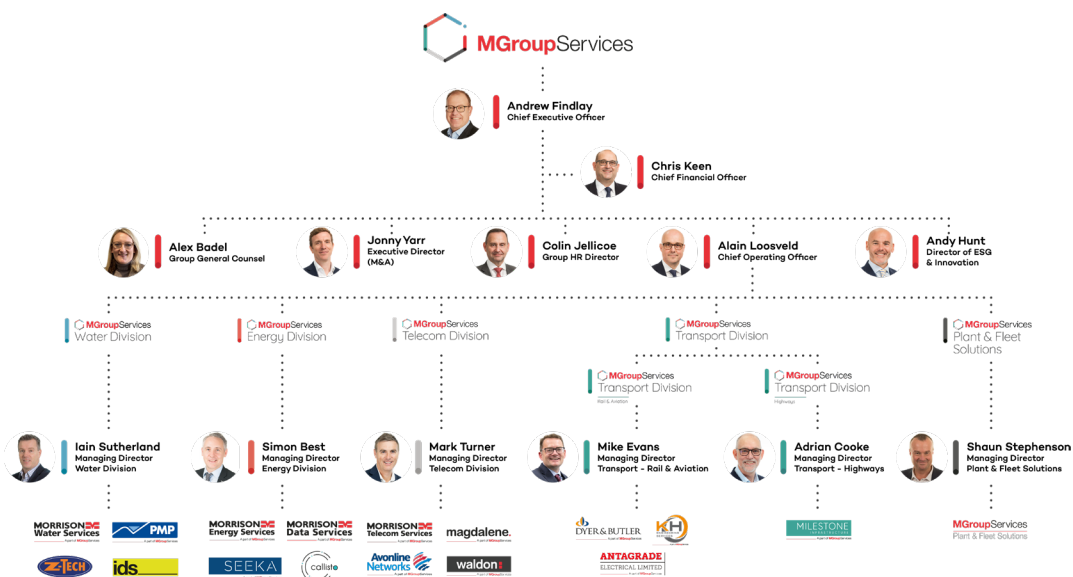 MGroupServices
Andrew Findlay
Chief Executive Officer
Chris Keen
Chief Financial Officer
Alex Badel
Group General Counsel
Jonny Yarr
Executive Director
(M&A)
Colin Jellicoe
Group HR Director
Alain Loosveld
Chief Operating Officer
Andy Hunt
Director of ESG
& Innovation
MGroupServices
Water Division
MGroupServices
Energy Division
MGroupServices
Telecom Division
MGroupServices
Transport Division
MGroupServices
Plant & Fleet
Solutions
MGroupServices
Transport Division
Rail & Aviation
MGroupServices
Transport Division
Highways
Iain Sutherland
Managing Director
Water Division
Simon Best
Managing Director
Energy Division
Mark Turner
Managing Director
Telecom Division
Mike Evans
Managing Director
Transport - Rail & Aviation
Adrian Cooke
Managing Director
Transport - Highways
Shaun Stephenson
Managing Director
Plant & Fleet Solutions
MORRISON
Water Services
PMP
MORRISON
Energy Services
MORRISON
Data Services
MORRISON
Telecom Services
magdalene
DYER & BUTLER
KH
MILESTONE
INFRASTRUCTURE
MGroupServices
Plant & Fleet Solutions
Z-TECH
ids
SEEKA
callisto
Avonline
Networks
waldon
ANTAGRADE
ELECTRICAL LIMITED